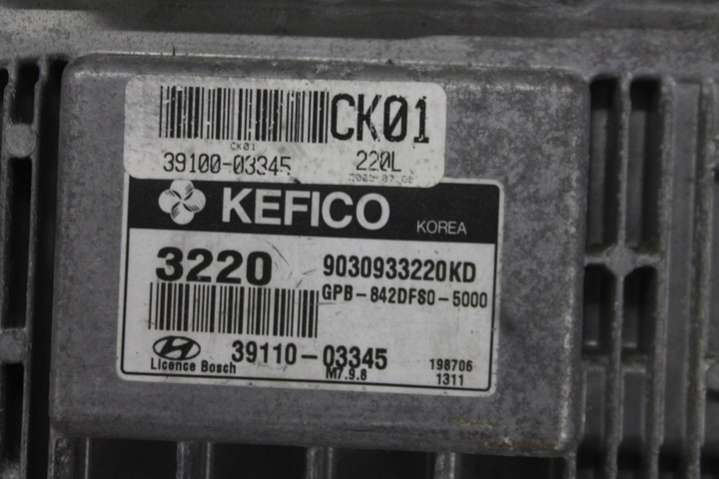 CK01
CK01
39100-03345
220L
KEFICO
KOREA
3220
9030933220KD
GPB-842DFS0-5000
39110-03345
Licence Bosch
M7.9.8
198706
1311